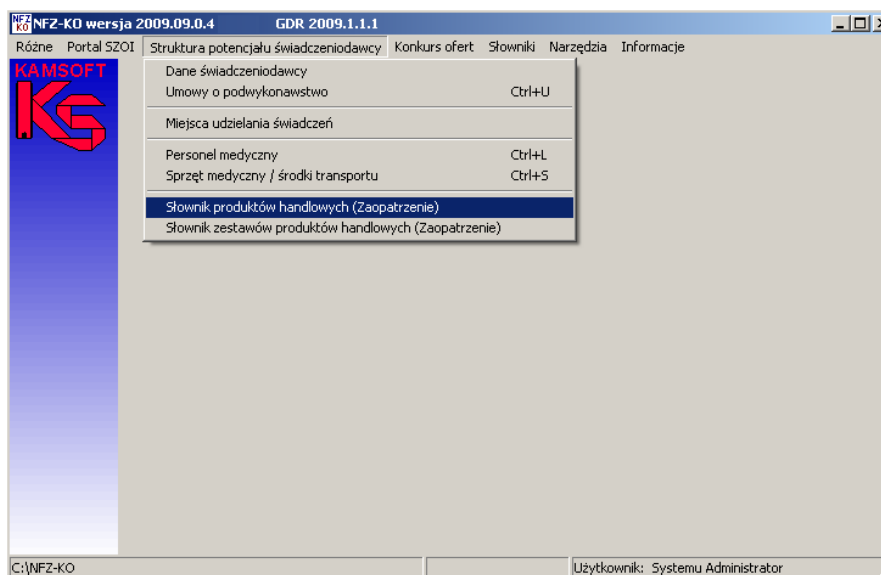 NFZ-KO wersja 2009.09.0.4 GDR 2009.1.1.1
Różne Portal SZOI Struktura potencjału świadczeniodawcy Konkurs ofert Słowniki Narzędzia Informacje
KAMSOFT
KS
Dane świadczeniodawcy
Umowy o podwykonawstwo Ctrl+U
Miejsca udzielania świadczeń
Personel medyczny Ctrl+L
Sprzęt medyczny / środki transportu Ctrl+S
Słownik produktów handlowych (Zaopatrzenie)
Słownik zestawów produktów handlowych (Zaopatrzenie)
C:\NFZ-KO Użytkownik: Systemu Administrator